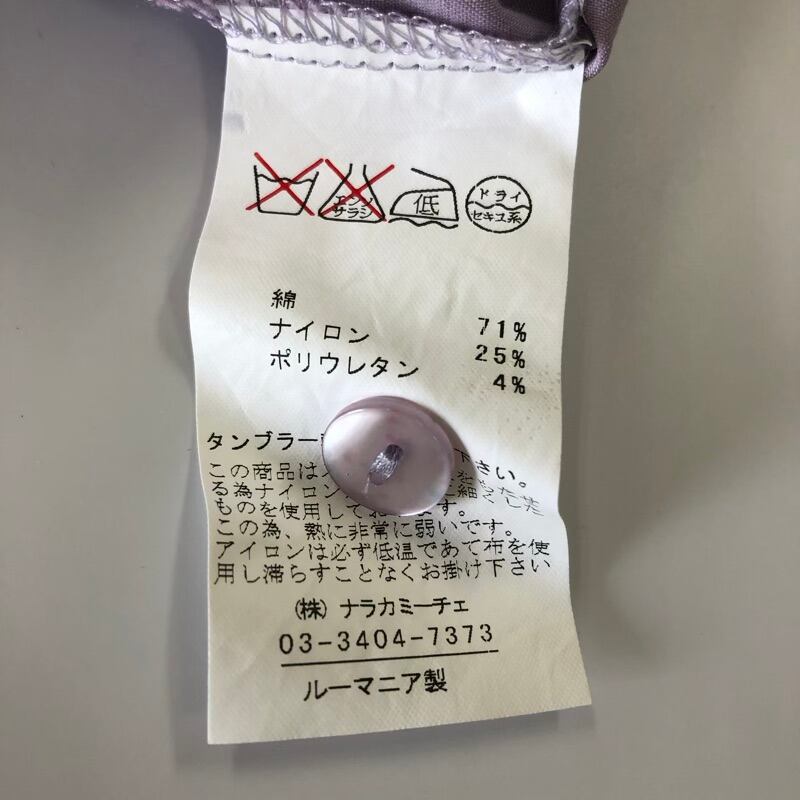 エンソ
サラシ
低
ドライ
セキユ系
綿 71%
ナイロン 25%
ポリウレタン 4%
タンブラー 下さい。
この商品は
る為ナイロン
ものを使用して ます。
この為、熱に非常に弱いです。
アイロンは必ず低温であて布を使
用し滞らすことなくお掛け下さい
(株) ナラカミーチェ
03-3404-7373
ルーマニア製